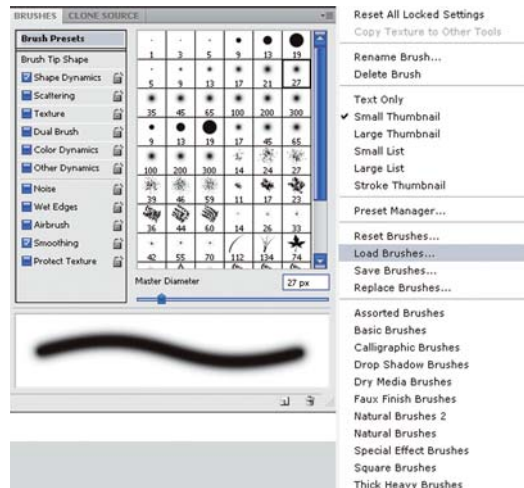 BRUSHES
CLONE SOURCE
Brush Presets
Brush Tip Shape
Shape Dynamics
Scattering
Texture
Dual Brush
Color Dynamics
Other Dynamics
Noise
Wet Edges
Airbrush
Smoothing
Protect Texture
1 3 5 9 13 19
5 9 13 17 21 27
35 45 65 100 200 300
9 13 19 17 45 65
100 200 300 14 24 27
39 46 59 11 17 23
36 44 60 14 26 33
42 55 70 112 134 74
Master Diameter
27 px
Reset All Locked Settings
Copy Texture to Other Tools
Rename Brush...
Delete Brush
Text Only
Small Thumbnail
Large Thumbnail
Small List
Large List
Stroke Thumbnail
Preset Manager...
Reset Brushes...
Load Brushes...
Save Brushes...
Replace Brushes...
Assorted Brushes
Basic Brushes
Calligraphic Brushes
Drop Shadow Brushes
Dry Media Brushes
Faux Finish Brushes
Natural Brushes 2
Natural Brushes
Special Effect Brushes
Square Brushes
Thick Heavy Brushes